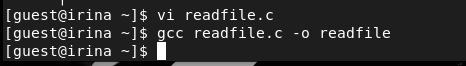 [guest@irina ~]$ vi readfile.c
[guest@irina ~]$ gcc readfile.c -o readfile
[guest@irina ~]$